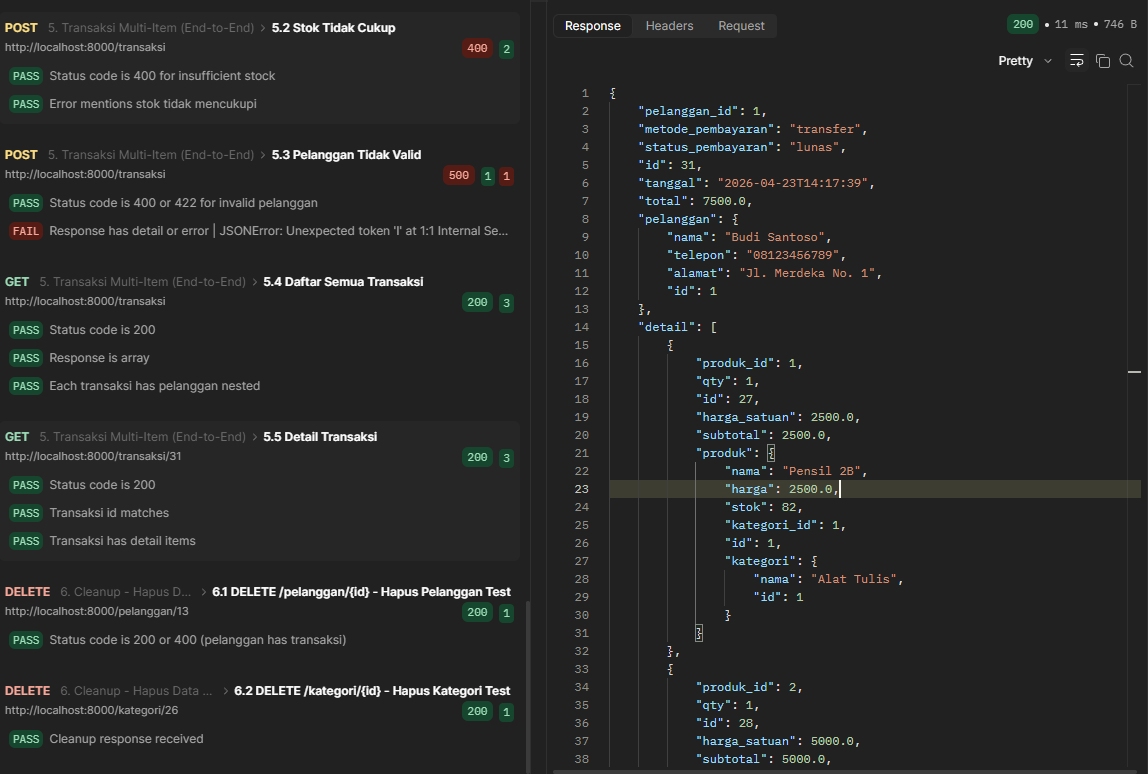 POST 5. Transaksi Multi-Item (End-to-End) > 5.2 Stok Tidak Cukup
http://localhost:8000/transaksi
400 2
PASS Status code is 400 for insufficient stock
PASS Error mentions stok tidak mencukupi
POST 5. Transaksi Multi-Item (End-to-End) > 5.3 Pelanggan Tidak Valid
http://localhost:8000/transaksi
500 1 1
PASS Status code is 400 or 422 for invalid pelanggan
FAIL Response has detail or error | JSONError: Unexpected token 'I' at 1:1 Internal Se...
GET 5. Transaksi Multi-Item (End-to-End) > 5.4 Daftar Semua Transaksi
http://localhost:8000/transaksi
200 3
PASS Status code is 200
PASS Response is array
PASS Each transaksi has pelanggan nested
GET 5. Transaksi Multi-Item (End-to-End) > 5.5 Detail Transaksi
http://localhost:8000/transaksi/31
200 3
PASS Status code is 200
PASS Transaksi id matches
PASS Transaksi has detail items
DELETE 6. Cleanup - Hapus D... > 6.1 DELETE /pelanggan/{id} - Hapus Pelanggan Test
http://localhost:8000/pelanggan/13
200 1
PASS Status code is 200 or 400 (pelanggan has transaksi)
DELETE 6. Cleanup - Hapus Data ... > 6.2 DELETE /kategori/{id} - Hapus Kategori Test
http://localhost:8000/kategori/26
200 1
PASS Cleanup response received
Response Headers Request
200 • 11 ms • 746 B
Pretty
1 {
2 "pelanggan_id": 1,
3 "metode_pembayaran": "transfer",
4 "status_pembayaran": "lunas",
5 "id": 31,
6 "tanggal": "2026-04-23T14:17:39",
7 "total": 7500.0,
8 "pelanggan": {
9 "nama": "Budi Santoso",
10 "telepon": "08123456789",
11 "alamat": "Jl. Merdeka No. 1",
12 "id": 1
13 },
14 "detail": [
15 {
16 "produk_id": 1,
17 "qty": 1,
18 "id": 27,
19 "harga_satuan": 2500.0,
20 "subtotal": 2500.0,
21 "produk": {
22 "nama": "Pensil 2B",
23 "harga": 2500.0,
24 "stok": 82,
25 "kategori_id": 1,
26 "id": 1,
27 "kategori": {
28 "nama": "Alat Tulis",
29 "id": 1
30 }
31 }
32 },
33 {
34 "produk_id": 2,
35 "qty": 1,
36 "id": 28,
37 "harga_satuan": 5000.0,
38 "subtotal": 5000.0,